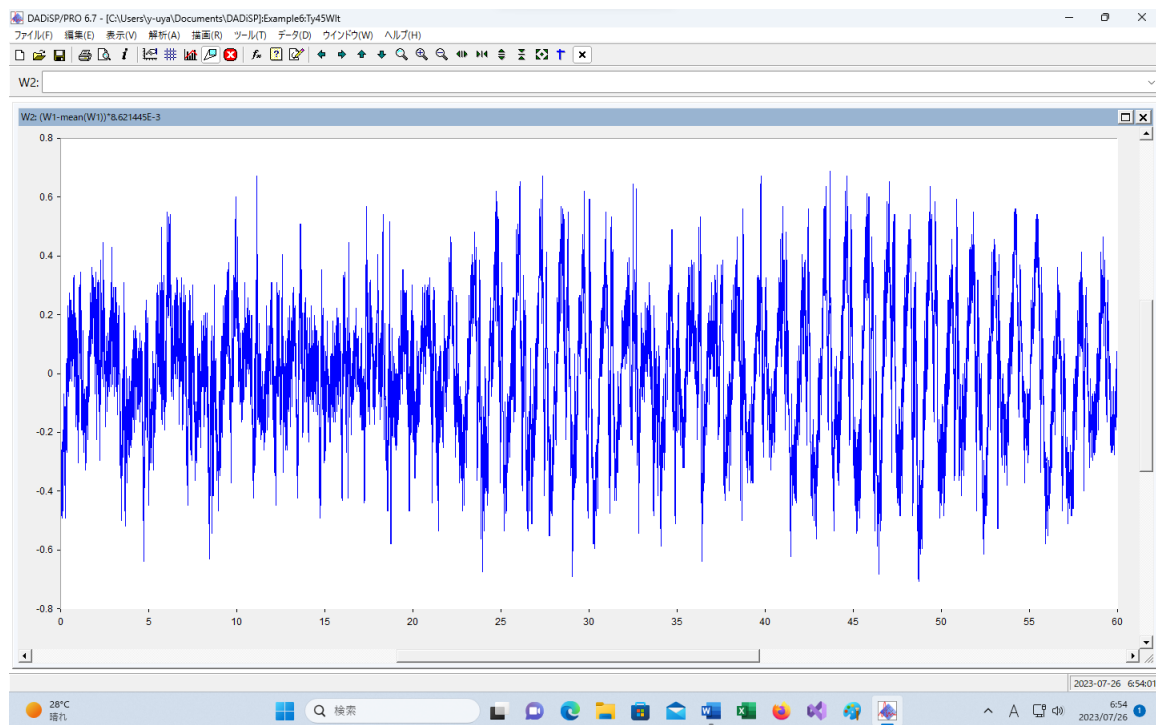 DADiSP/PRO 6.7 - [C:\Users\y-uya\Documents\DADiSP]:Example6:Ty45Wlt
ファイル(F) 編集(E) 表示(V) 解析(A) 描画(R) ツール(T) データ(D) ウインドウ(W) ヘルプ(H)
W2:
W2: (W1-mean(W1))*8.621445E-3
0.8
0.6
0.4
0.2
0
-0.2
-0.4
-0.6
-0.8
0 5 10 15 20 25 30 35 40 45 50 55 60
2023-07-26 6:54:01
28°C
晴れ
検索
A
6:54
2023/07/26
1